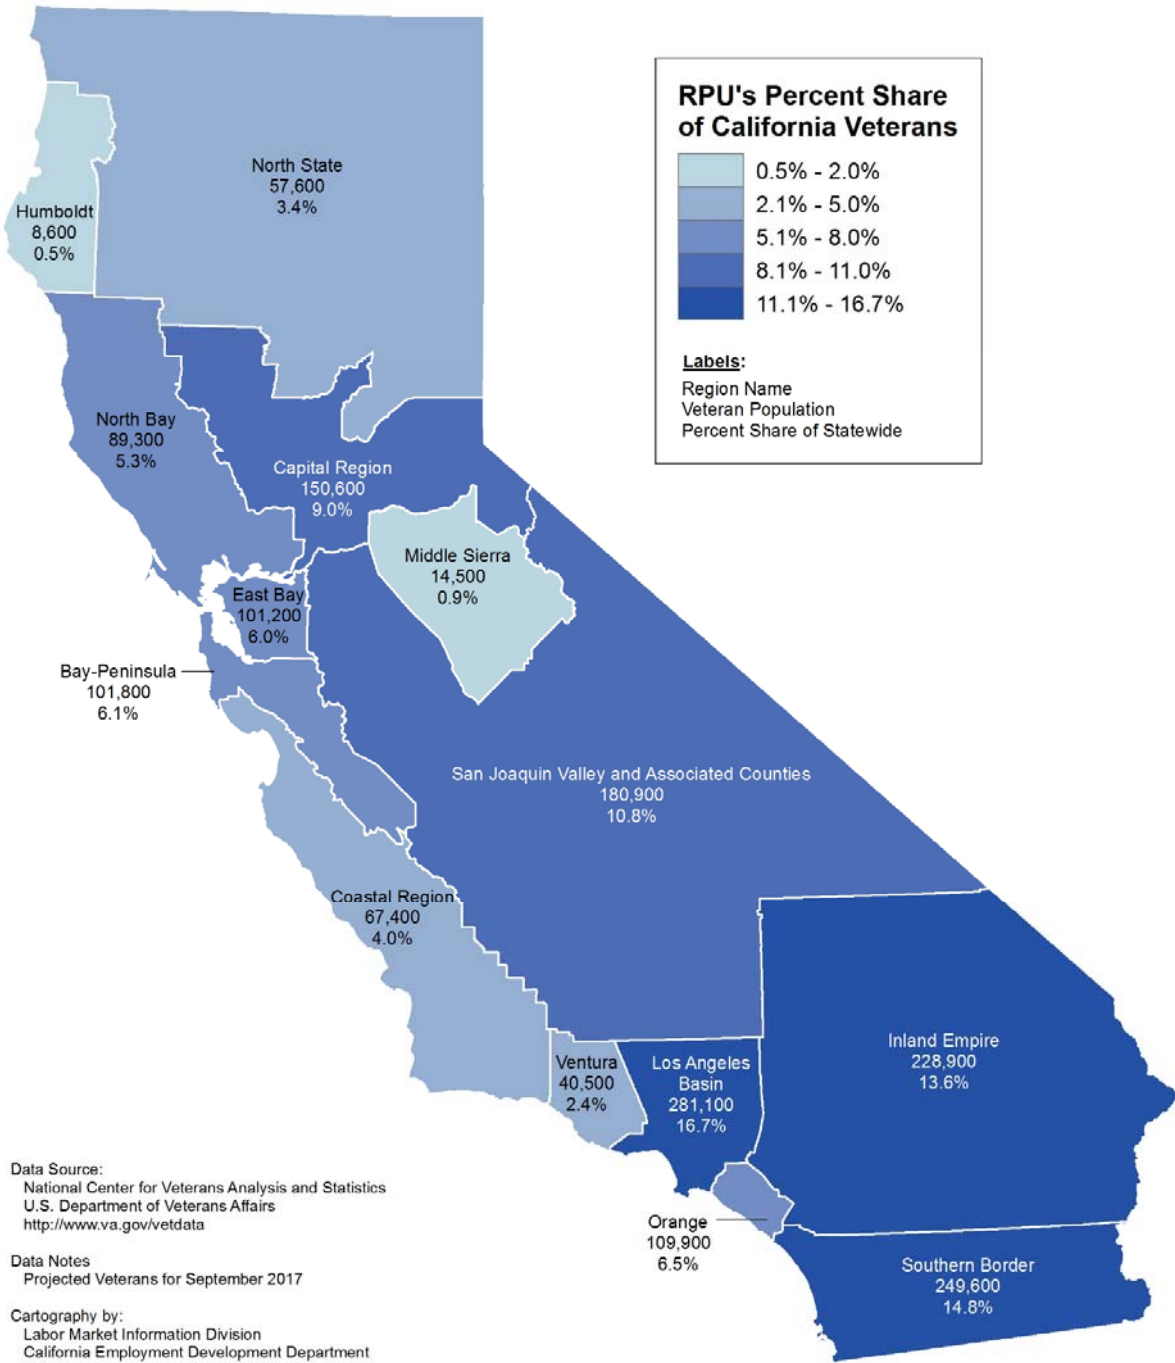 RPU's Percent Share
of California Veterans
0.5% - 2.0%
2.1% - 5.0%
5.1% - 8.0%
8.1% - 11.0%
11.1% - 16.7%
Labels:
Region Name
Veteran Population
Percent Share of Statewide
North State
57,600
3.4%
Humboldt
8,600
0.5%
North Bay
89,300
5.3%
Capital Region
150,600
9.0%
Middle Sierra
14,500
0.9%
East Bay
101,200
6.0%
Bay-Peninsula
101,800
6.1%
San Joaquin Valley and Associated Counties
180,900
10.8%
Coastal Region
67,400
4.0%
Ventura
40,500
2.4%
Los Angeles
Basin
281,100
16.7%
Inland Empire
228,900
13.6%
Orange
109,900
6.5%
Southern Border
249,600
14.8%
Data Source:
National Center for Veterans Analysis and Statistics
U.S. Department of Veterans Affairs
http://www.va.gov/vetdata
Data Notes
Projected Veterans for September 2017
Cartography by:
Labor Market Information Division
California Employment Development Department